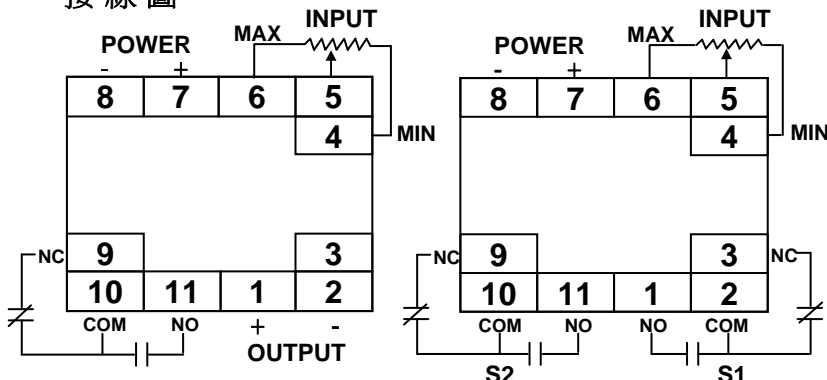 接線圖
POWER MAX INPUT
- +
8 7 6 5
4 MIN
NC 9 3
10 11 1 2
COM NO + -
OUTPUT
POWER MAX INPUT
- +
8 7 6 5
4 MIN
NC 9 3 NC
10 11 1 2
COM NO NO COM
S2 S1